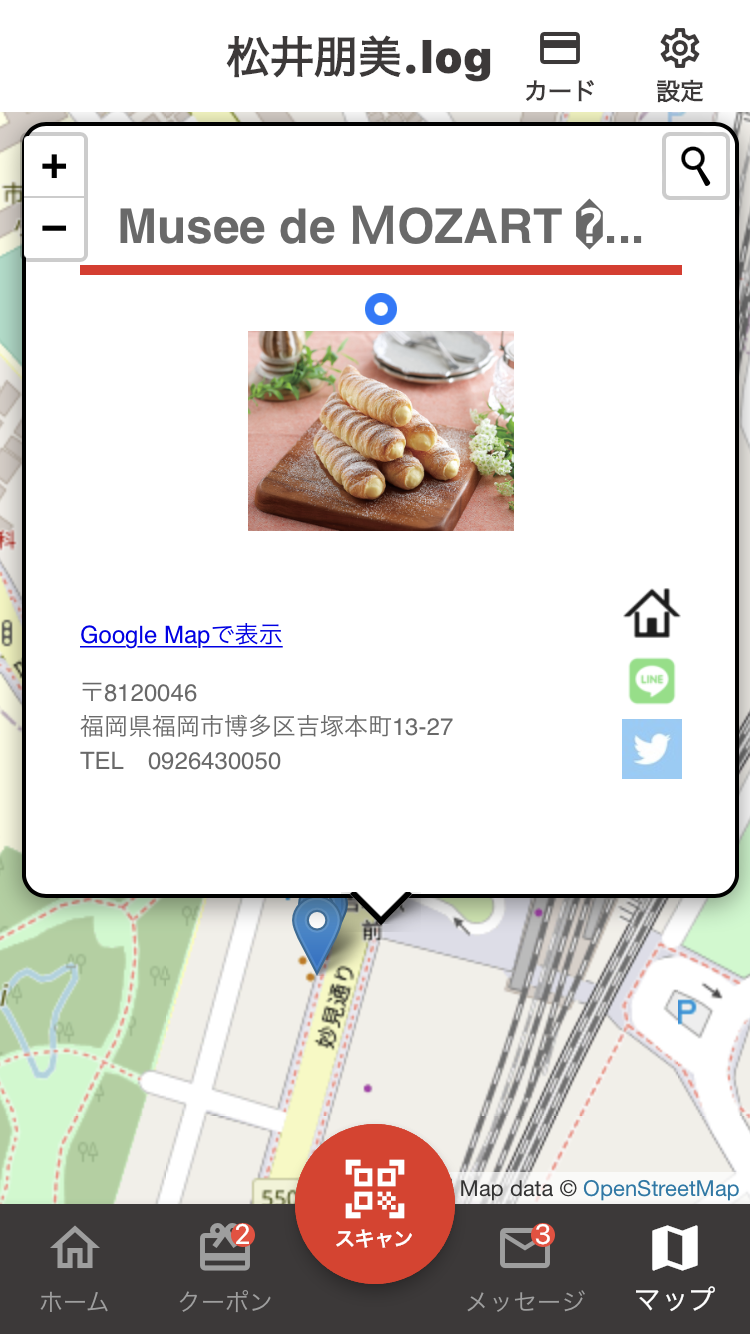 松井朋美.log
カード
設定
+
−
市
Musee de MOZART �...
科
Google Mapで表示
〒8120046
福岡県福岡市博多区吉塚本町13-27
TEL 0926430050
LINE
前
妙見通り
P
550
Map data © OpenStreetMap
スキャン
ホーム
2
クーポン
3
メッセージ
マップ